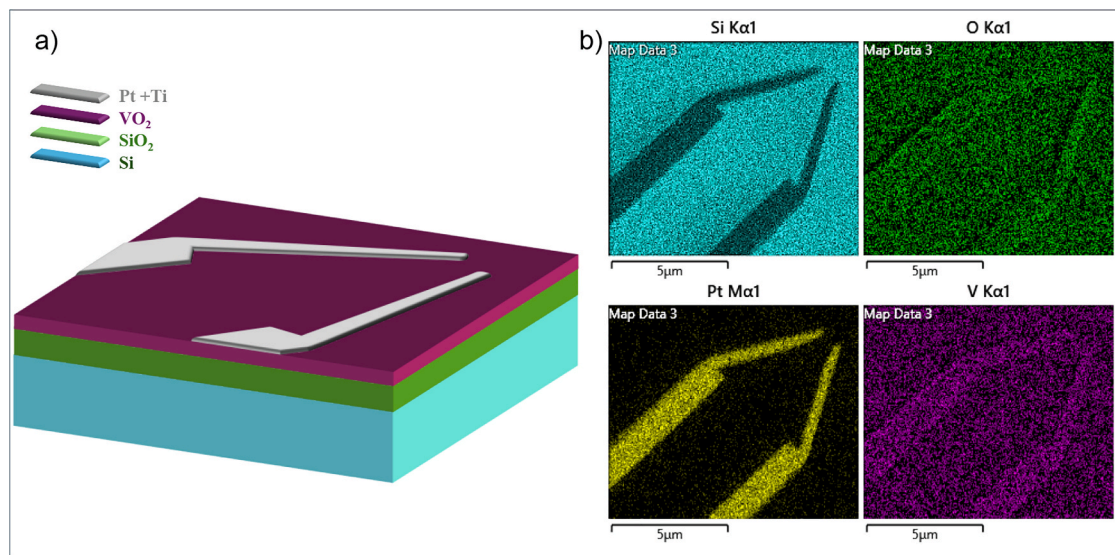 a)
Pt +Ti
VO₂
SiO₂
Si
b)
Si Kα1
O Kα1
Map Data 3
Map Data 3
5μm
5μm
Pt Mα1
V Kα1
Map Data 3
Map Data 3
5μm
5μm